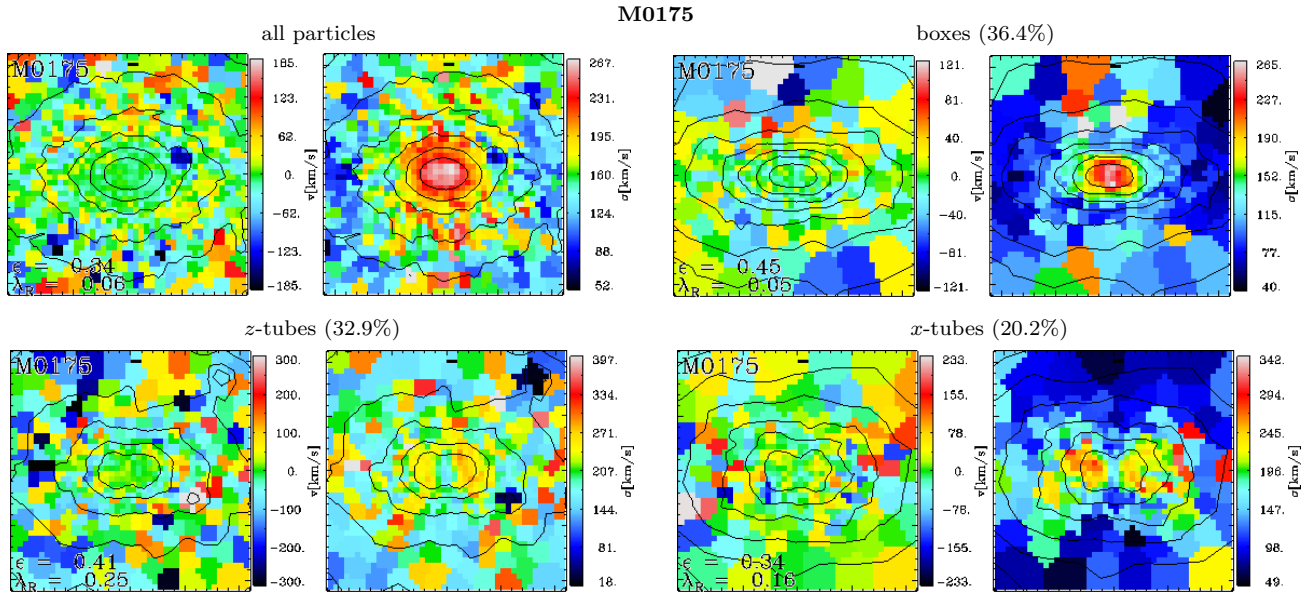 M0175
all particles
boxes (36.4%)
M0175
ϵ = 0.34
λR = 0.06
185.
123.
62.
0.
−62.
−123.
−185.
v[km/s]
267.
231.
195.
160.
124.
88.
52.
σ[km/s]
M0175
ϵ = 0.45
λR = 0.05
121.
81.
40.
0.
−40.
−81.
−121.
v[km/s]
265.
227.
190.
152.
115.
77.
40.
σ[km/s]
z-tubes (32.9%)
x-tubes (20.2%)
M0175
ϵ = 0.41
λR = 0.25
300.
200.
100.
0.
−100.
−200.
−300.
v[km/s]
397.
334.
271.
207.
144.
81.
18.
σ[km/s]
M0175
ϵ = 0.34
λR = 0.16
233.
155.
78.
0.
−78.
−155.
−233.
v[km/s]
342.
294.
245.
196.
147.
98.
49.
σ[km/s]